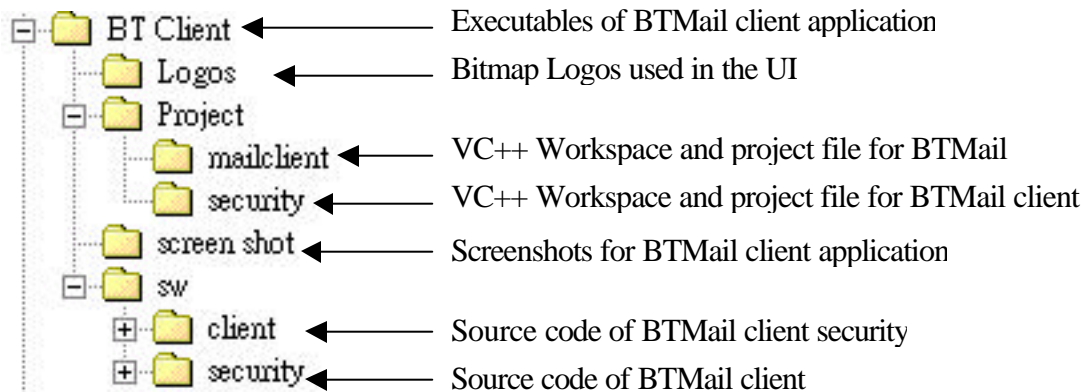 BT Client Executables of BTMail client application
Logos Bitmap Logos used in the UI
Project
mailclient VC++ Workspace and project file for BTMail
security VC++ Workspace and project file for BTMail client
screen shot Screenshots for BTMail client application
sw
client Source code of BTMail client security
security Source code of BTMail client